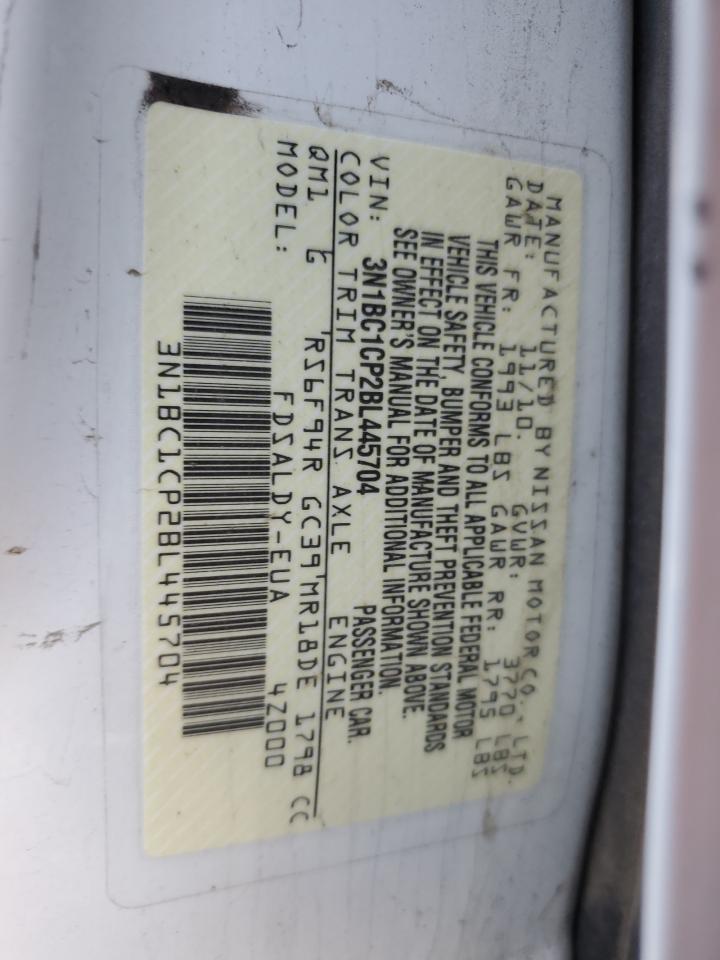 MANUFACTURED BY NISSAN MOTOR CO., LTD.
DATE: 11/10. GVWR: 3770 LBS
GAWR FR: 1993 LBS GAWR RR: 1795 LBS
THIS VEHICLE CONFORMS TO ALL APPLICABLE FEDERAL MOTOR
VEHICLE SAFETY, BUMPER AND THEFT PREVENTION STANDARDS
IN EFFECT ON THE DATE OF MANUFACTURE SHOWN ABOVE.
SEE OWNER'S MANUAL FOR ADDITIONAL INFORMATION.
VIN: 3N1BC1CP2BL445704 PASSENGER CAR.
COLOR TRIM TRANS AXLE ENGINE
QM1 G 'RS6F94R GC39'MR18DE 1798 CC
MODEL: FDSALDY-EUA 4Z000
3N1BC1CP2BL445704